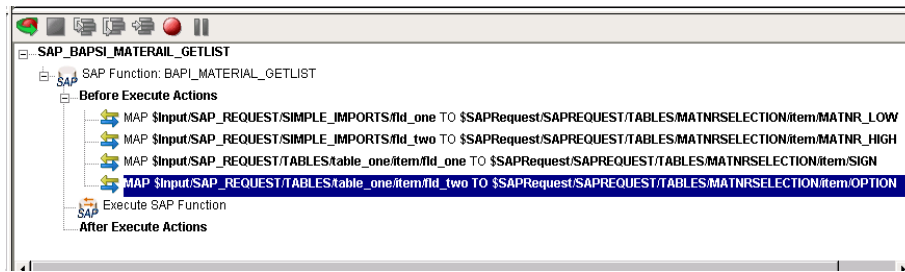 SAP_BAPSI_MATERAIL_GETLIST
SAP SAP Function: BAPI_MATERIAL_GETLIST
Before Execute Actions
MAP $Input/SAP_REQUEST/SIMPLE_IMPORTS/fld_one TO $SAPRequest/SAPREQUEST/TABLES/MATNRSELECTION/item/MATNR_LOW
MAP $Input/SAP_REQUEST/SIMPLE_IMPORTS/fld_two TO $SAPRequest/SAPREQUEST/TABLES/MATNRSELECTION/item/MATNR_HIGH
MAP $Input/SAP_REQUEST/TABLES/table_one/item/fld_one TO $SAPRequest/SAPREQUEST/TABLES/MATNRSELECTION/item/SIGN
MAP $Input/SAP_REQUEST/TABLES/table_one/item/fld_two TO $SAPRequest/SAPREQUEST/TABLES/MATNRSELECTION/item/OPTION
SAP Execute SAP Function
After Execute Actions